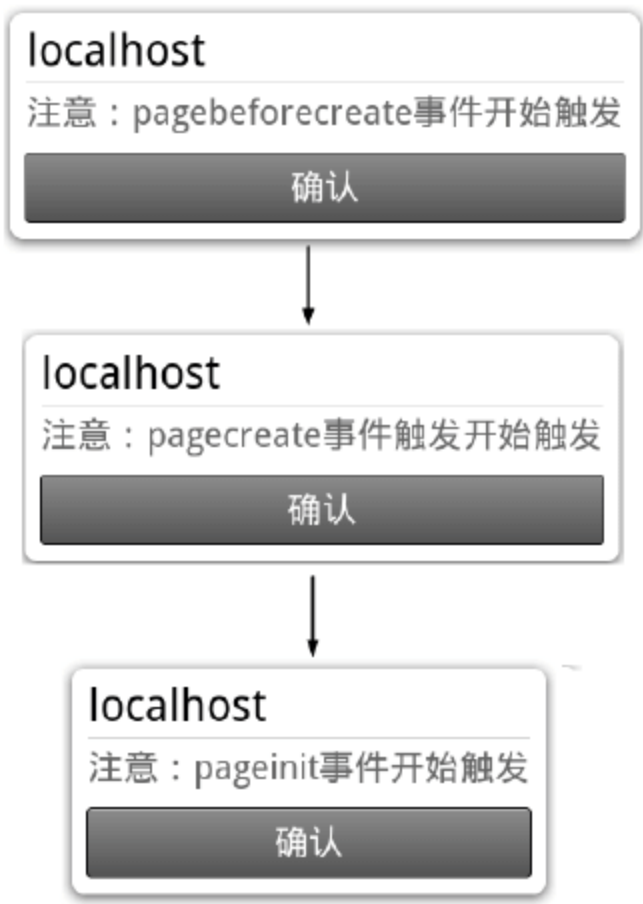 localhost
注意：pagebeforecreate事件开始触发
确认
localhost
注意：pagecreate事件触发开始触发
确认
localhost
注意：pageinit事件开始触发
确认